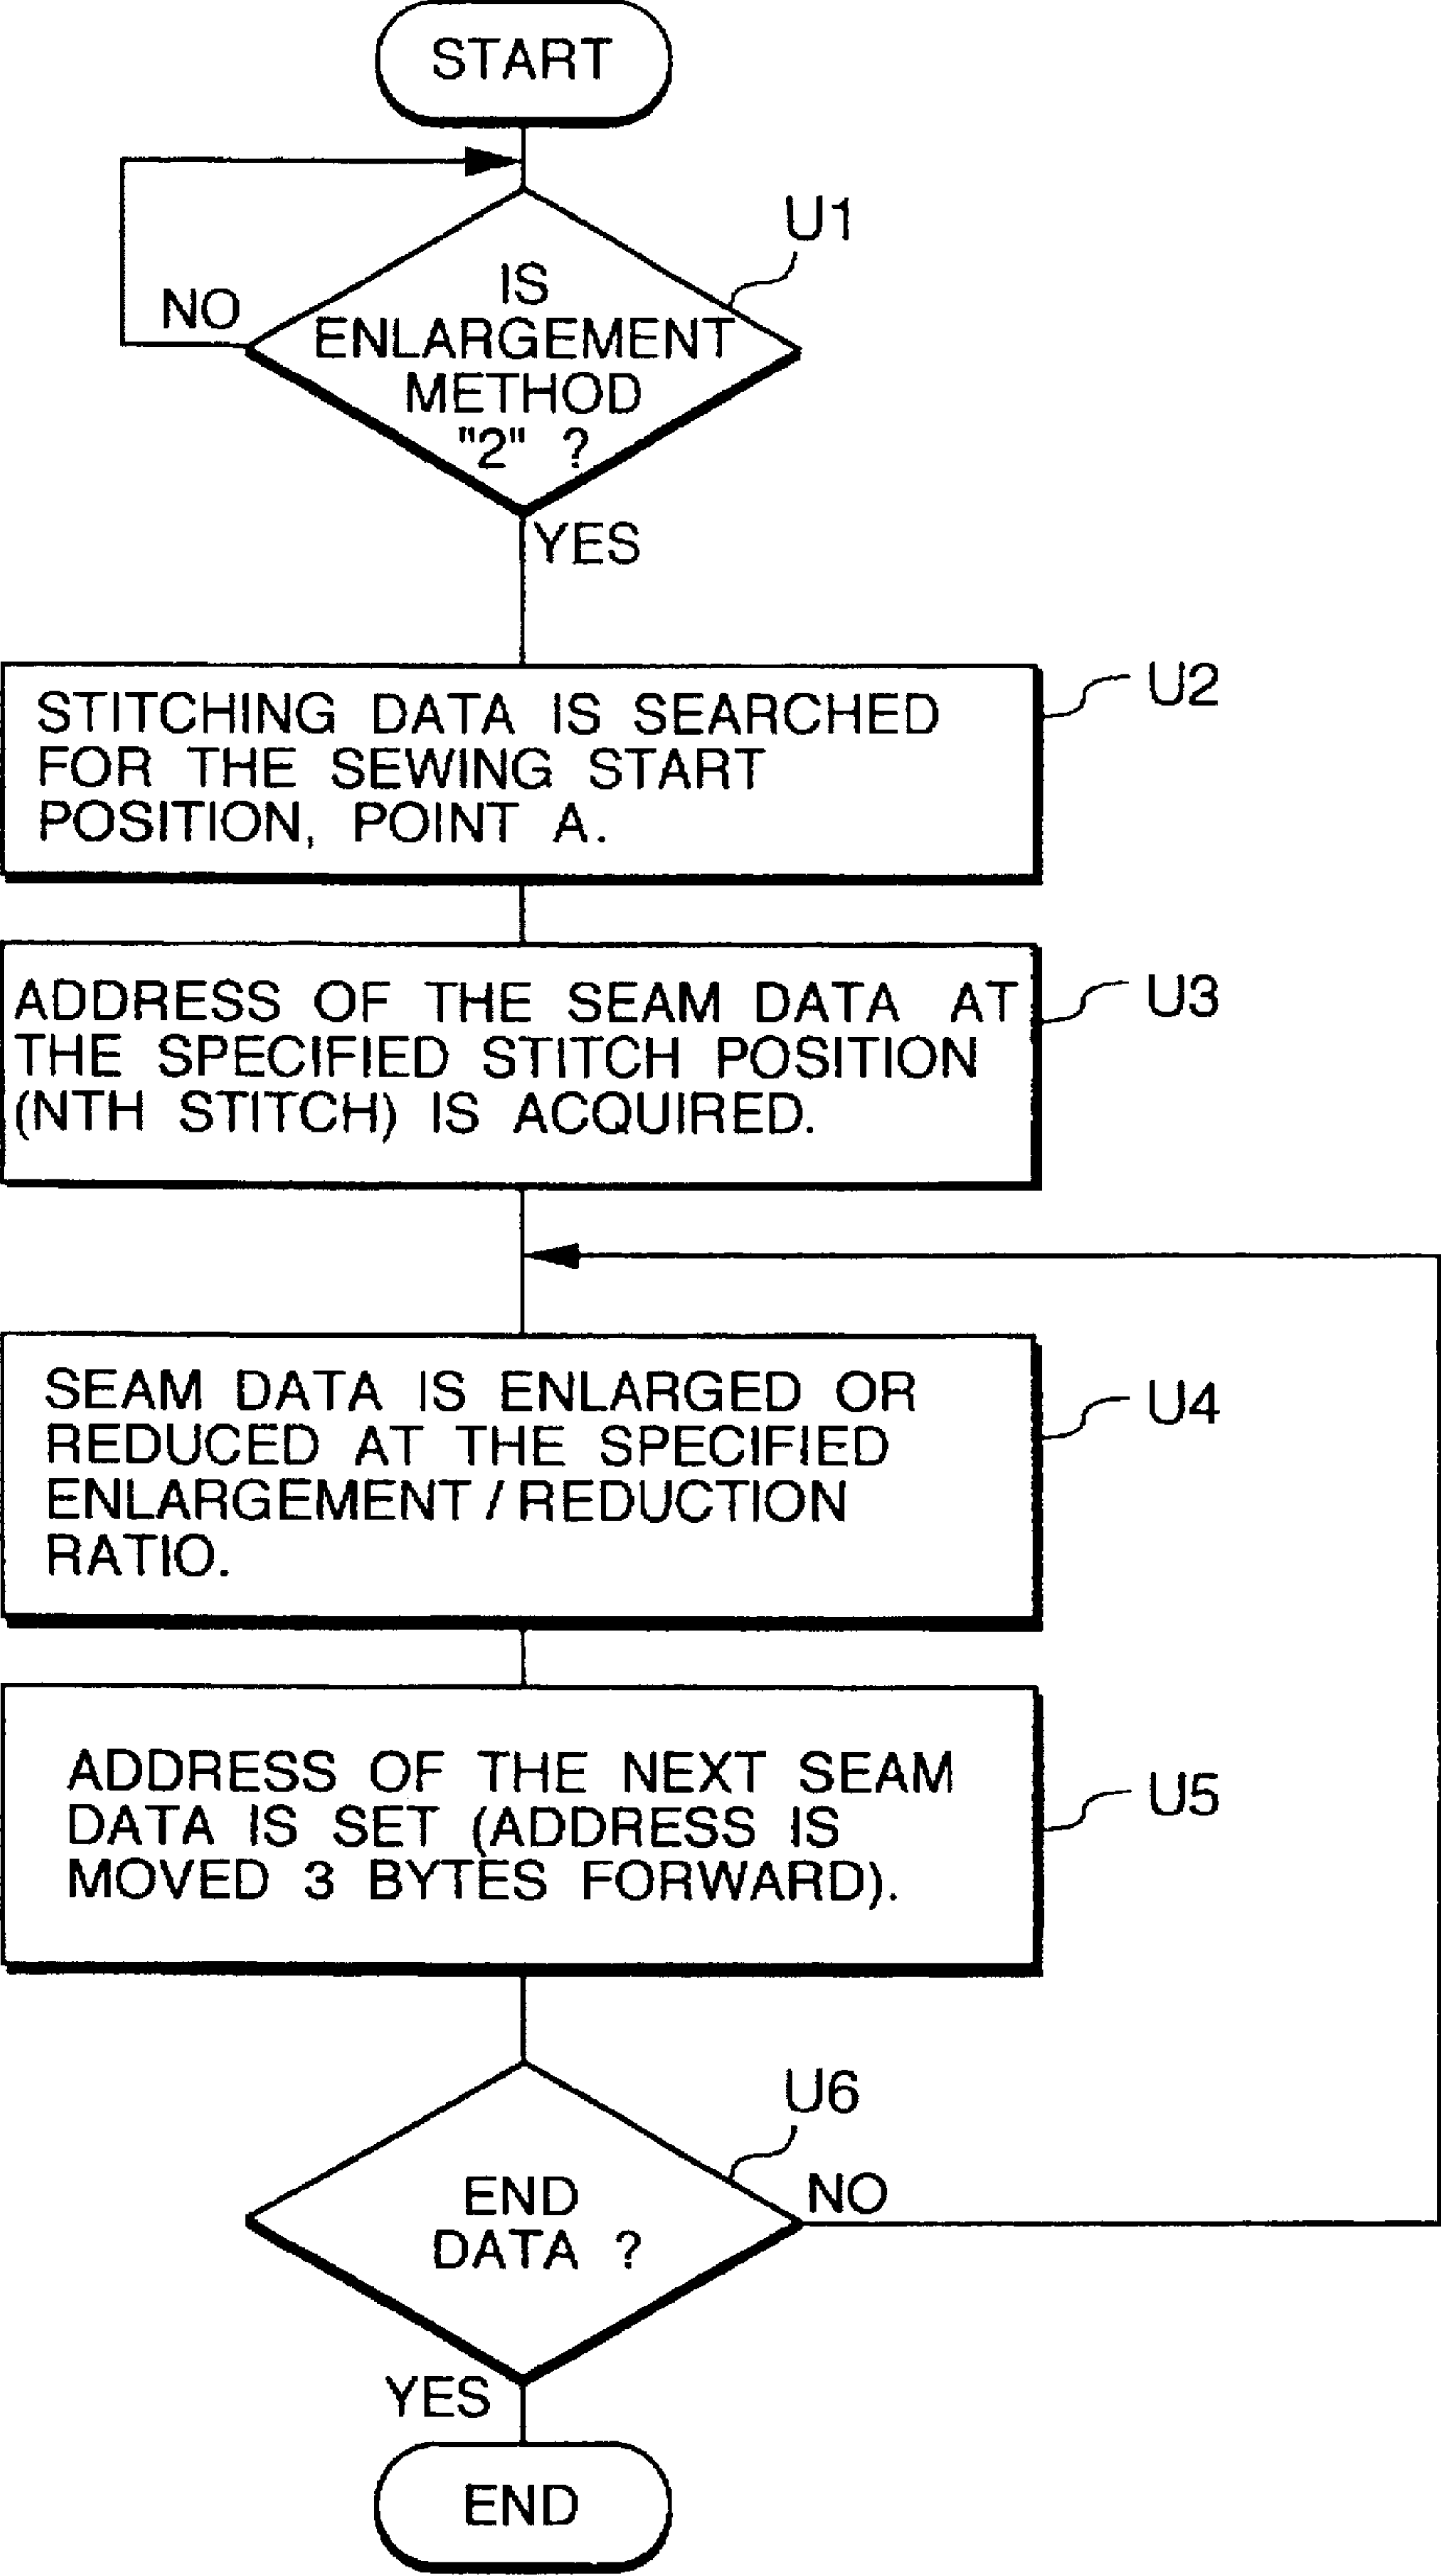 START
U1
NO
IS
ENLARGEMENT
METHOD
"2" ?
YES
U2
STITCHING DATA IS SEARCHED
FOR THE SEWING START
POSITION, POINT A.
U3
ADDRESS OF THE SEAM DATA AT
THE SPECIFIED STITCH POSITION
(NTH STITCH) IS ACQUIRED.
U4
SEAM DATA IS ENLARGED OR
REDUCED AT THE SPECIFIED
ENLARGEMENT / REDUCTION
RATIO.
U5
ADDRESS OF THE NEXT SEAM
DATA IS SET (ADDRESS IS
MOVED 3 BYTES FORWARD).
U6
END
DATA ?
NO
YES
END